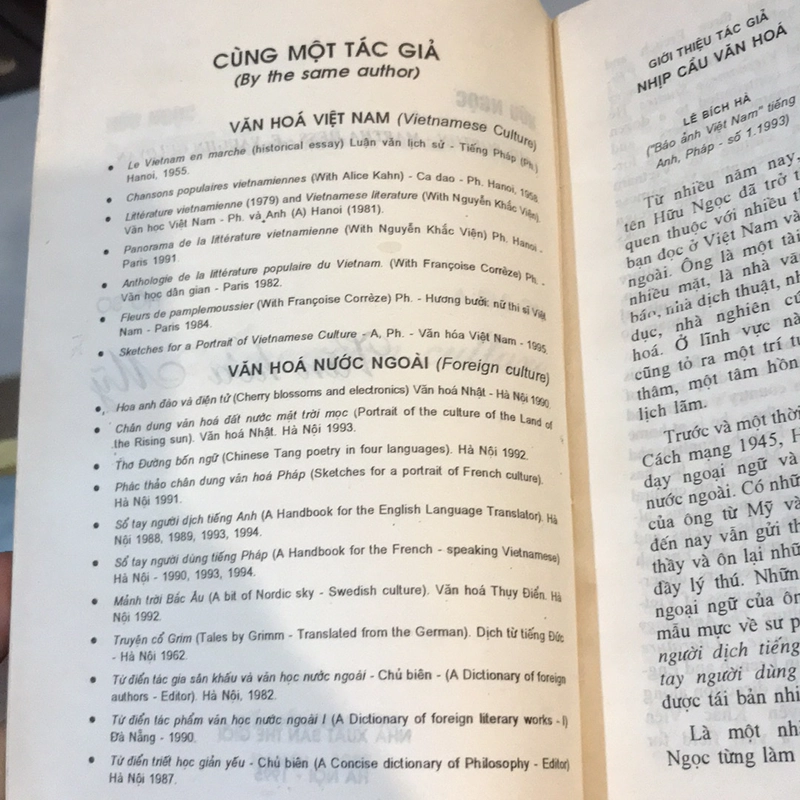 CÙNG MỘT TÁC GIẢ
(By the same author)
VĂN HOÁ VIỆT NAM (Vietnamese Culture)
• Le Vietnam en marche (historical essay) Luận văn lịch sử - Tiếng Pháp (Ph.)
Hanoi, 1955.
• Chansons populaires vietnamiennes (With Alice Kahn) - Ca dao - Ph. Hanoi, 1958.
• Littérature vietnamienne (1979) and Vietnamese literature (With Nguyễn Khắc Viện).
Văn học Việt Nam - Ph. và Anh (A) Hanoi (1981).
• Panorama de la littérature vietnamienne (With Nguyễn Khắc Viện) Ph. Hanoi -
Paris 1991.
• Anthologie de la littérature populaire du Vietnam. (With Françoise Corrèze) Ph -
Văn học dân gian - Paris 1982.
• Fleurs de pamplemoussier (With Françoise Corrèze) Ph. - Hương bưởi: nữ thi sĩ Việt
Nam - Paris 1984.
• Sketches for a Portrait of Vietnamese Culture - A, Ph. - Văn hóa Việt Nam - 1995.
VĂN HOÁ NƯỚC NGOÀI (Foreign culture)
• Hoa anh đào và điện tử (Cherry blossoms and electronics) Văn hoá Nhật - Hà Nội 1990
• Chân dung văn hoá đất nước mặt trời mọc (Portrait of the culture of the Land of
the Rising sun). Văn hoá Nhật. Hà Nội 1993.
• Thơ Đường bốn ngữ (Chinese Tang poetry in four languages). Hà Nội 1992.
• Phác thảo chân dung văn hoá Pháp (Sketches for a portrait of French culture).
Hà Nội 1991.
• Sổ tay người dịch tiếng Anh (A Handbook for the English Language Translator). Hà
Nội 1988, 1989, 1993, 1994.
• Sổ tay người dùng tiếng Pháp (A Handbook for the French - speaking Vietnamese)
Hà Nội - 1990, 1993, 1994.
• Mảnh trời Bắc Âu (A bit of Nordic sky - Swedish culture). Văn hoá Thụy Điển. Hà
Nội 1992.
• Truyện cổ Grim (Tales by Grimm - Translated from the German). Dịch từ tiếng Đức
- Hà Nội 1962.
• Từ điển tác gia sân khấu và văn học nước ngoài - Chủ biên - (A Dictionary of foreign
authors - Editor). Hà Nội, 1982.
• Từ điển tác phẩm văn học nước ngoài I (A Dictionary of foreign literary works - I)
Đà Nẵng - 1990.
• Từ điển triết học giản yếu - Chủ biên (A Concise dictionary of Philosophy - Editor)
Hà Nội 1987.
GIỚI THIỆU TÁC GIẢ
NHỊP CẦU VĂN HOÁ
LÊ BÍCH HÀ
("Báo ảnh Việt Nam" tiếng
Anh, Pháp - số 1.1993)
Từ nhiều năm nay,
tên Hữu Ngọc đã trở t
quen thuộc với nhiều t
bạn đọc ở Việt Nam và
ngoài. Ông là một tài
nhiều mặt, là nhà vă
báo, nhà dịch thuật, nh
dục, nhà nghiên cứ
hoá. Ở lĩnh vực nà
cũng tỏ ra một trí tu
thâm, một tâm hồn
lịch lãm.
Trước và một thời
Cách mạng 1945, H
dạy ngoại ngữ và
nước ngoài. Có nhữ
của ông từ Mỹ và
đến nay vẫn gửi th
thầy và ôn lại nhữ
đầy lý thú. Những
ngoại ngữ của ôn
mẫu mực về sư p
người dịch tiếng
tay người dùng
được tái bản nhi
Là một nh
Ngọc từng làm